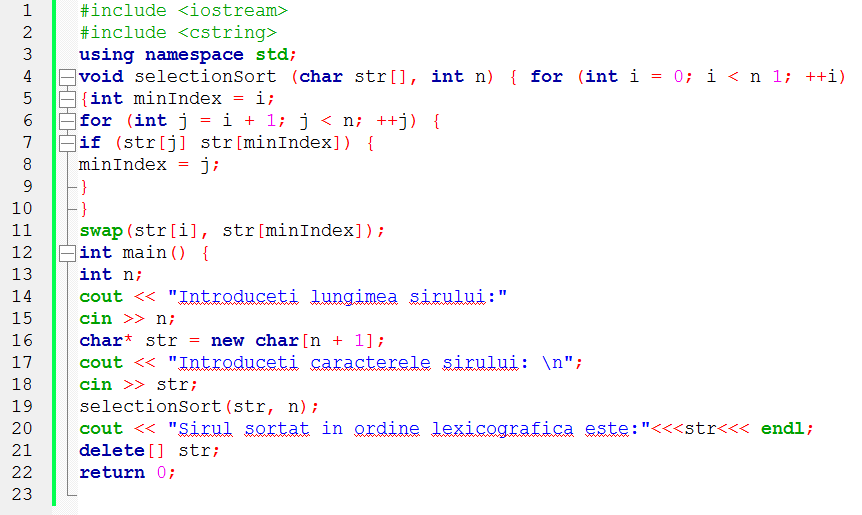 1 #include <iostream>
2 #include <cstring>
3 using namespace std;
4 void selectionSort (char str[], int n) { for (int i = 0; i < n 1; ++i)
5 {int minIndex = i;
6 for (int j = i + 1; j < n; ++j) {
7 if (str[j] str[minIndex]) {
8 minIndex = j;
9 }
10 }
11 swap(str[i], str[minIndex]);
12 int main() {
13 int n;
14 cout << "Introduceti lungimea sirului:"
15 cin >> n;
16 char* str = new char[n + 1];
17 cout << "Introduceti caracterele sirului: \n";
18 cin >> str;
19 selectionSort(str, n);
20 cout << "Sirul sortat in ordine lexicografica este:"<<<str<<< endl;
21 delete[] str;
22 return 0;
23